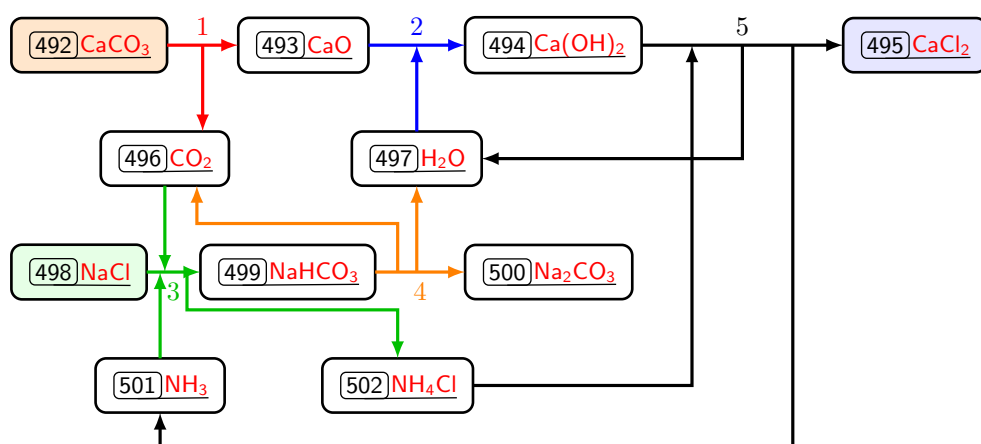 492 CaCO₃ 1 493 CaO 2 494 Ca(OH)₂ 5 495 CaCl₂
496 CO₂ 497 H₂O
498 NaCl 3 499 NaHCO₃ 4 500 Na₂CO₃
501 NH₃ 502 NH₄Cl